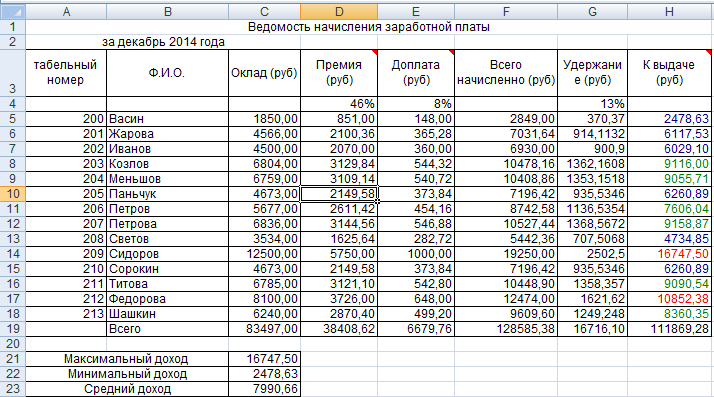 A B C D E F G H
1 Ведомость начисления заработной платы
2 за декабрь 2014 года
3 табельный номер Ф.И.О. Оклад (руб) Премия (руб) Доплата (руб) Всего начисленно (руб) Удержание (руб) К выдаче (руб)
4 46% 8% 13%
5 200 Васин 1850,00 851,00 148,00 2849,00 370,37 2478,63
6 201 Жарова 4566,00 2100,36 365,28 7031,64 914,1132 6117,53
7 202 Иванов 4500,00 2070,00 360,00 6930,00 900,9 6029,10
8 203 Козлов 6804,00 3129,84 544,32 10478,16 1362,1608 9116,00
9 204 Меньшов 6759,00 3109,14 540,72 10408,86 1353,1518 9055,71
10 205 Паньчук 4673,00 2149,58 373,84 7196,42 935,5346 6260,89
11 206 Петров 5677,00 2611,42 454,16 8742,58 1136,5354 7606,04
12 207 Петрова 6836,00 3144,56 546,88 10527,44 1368,5672 9158,87
13 208 Светов 3534,00 1625,64 282,72 5442,36 707,5068 4734,85
14 209 Сидоров 12500,00 5750,00 1000,00 19250,00 2502,5 16747,50
15 210 Сорокин 4673,00 2149,58 373,84 7196,42 935,5346 6260,89
16 211 Титова 6785,00 3121,10 542,80 10448,90 1358,357 9090,54
17 212 Федорова 8100,00 3726,00 648,00 12474,00 1621,62 10852,38
18 213 Шашкин 6240,00 2870,40 499,20 9609,60 1249,248 8360,35
19 Всего 83497,00 38408,62 6679,76 128585,38 16716,10 111869,28
20
21 Максимальный доход 16747,50
22 Минимальный доход 2478,63
23 Средний доход 7990,66